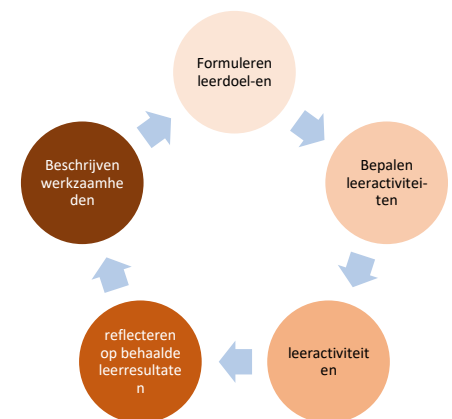 Formuleren
leerdoel-en
Bepalen
leeractivitei-
ten
leeractiviteit
en
reflecteren
op behaalde
leerresultate
n
Beschrijven
werkzaamhe
den